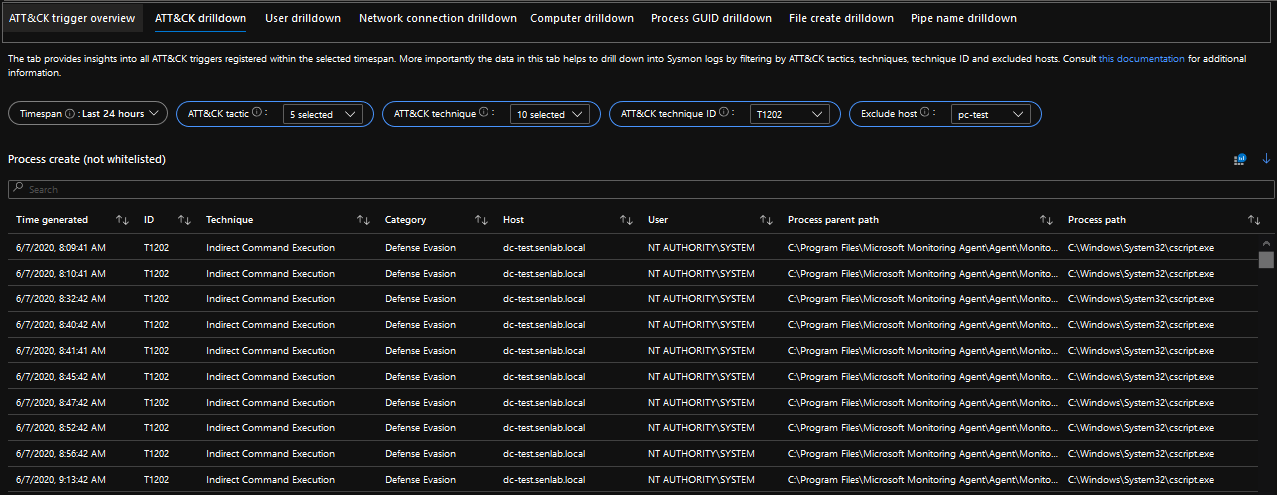 ATT&CK trigger overview ATT&CK drilldown User drilldown Network connection drilldown Computer drilldown Process GUID drilldown File create drilldown Pipe name drilldown
The tab provides insights into all ATT&CK triggers registered within the selected timespan. More importantly the data in this tab helps to drill down into Sysmon logs by filtering by ATT&CK tactics, techniques, technique ID and excluded hosts. Consult this documentation for additional
information.
Timespan : Last 24 hours ATT&CK tactic : 5 selected ATT&CK technique : 10 selected ATT&CK technique ID : T1202 Exclude host : pc-test
Process create (not whitelisted)
Search
Time generated ID Technique Category Host User Process parent path Process path
6/7/2020, 8:09:41 AM T1202 Indirect Command Execution Defense Evasion dc-test.senlab.local NT AUTHORITY\SYSTEM C:\Program Files\Microsoft Monitoring Agent\Agent\Monito... C:\Windows\System32\cscript.exe
6/7/2020, 8:10:41 AM T1202 Indirect Command Execution Defense Evasion dc-test.senlab.local NT AUTHORITY\SYSTEM C:\Program Files\Microsoft Monitoring Agent\Agent\Monito... C:\Windows\System32\cscript.exe
6/7/2020, 8:32:42 AM T1202 Indirect Command Execution Defense Evasion dc-test.senlab.local NT AUTHORITY\SYSTEM C:\Program Files\Microsoft Monitoring Agent\Agent\Monito... C:\Windows\System32\cscript.exe
6/7/2020, 8:40:42 AM T1202 Indirect Command Execution Defense Evasion dc-test.senlab.local NT AUTHORITY\SYSTEM C:\Program Files\Microsoft Monitoring Agent\Agent\Monito... C:\Windows\System32\cscript.exe
6/7/2020, 8:41:41 AM T1202 Indirect Command Execution Defense Evasion dc-test.senlab.local NT AUTHORITY\SYSTEM C:\Program Files\Microsoft Monitoring Agent\Agent\Monito... C:\Windows\System32\cscript.exe
6/7/2020, 8:45:42 AM T1202 Indirect Command Execution Defense Evasion dc-test.senlab.local NT AUTHORITY\SYSTEM C:\Program Files\Microsoft Monitoring Agent\Agent\Monito... C:\Windows\System32\cscript.exe
6/7/2020, 8:47:42 AM T1202 Indirect Command Execution Defense Evasion dc-test.senlab.local NT AUTHORITY\SYSTEM C:\Program Files\Microsoft Monitoring Agent\Agent\Monito... C:\Windows\System32\cscript.exe
6/7/2020, 8:52:42 AM T1202 Indirect Command Execution Defense Evasion dc-test.senlab.local NT AUTHORITY\SYSTEM C:\Program Files\Microsoft Monitoring Agent\Agent\Monito... C:\Windows\System32\cscript.exe
6/7/2020, 8:56:42 AM T1202 Indirect Command Execution Defense Evasion dc-test.senlab.local NT AUTHORITY\SYSTEM C:\Program Files\Microsoft Monitoring Agent\Agent\Monito... C:\Windows\System32\cscript.exe
6/7/2020, 9:13:42 AM T1202 Indirect Command Execution Defense Evasion dc-test.senlab.local NT AUTHORITY\SYSTEM C:\Program Files\Microsoft Monitoring Agent\Agent\Monito... C:\Windows\System32\cscript.exe